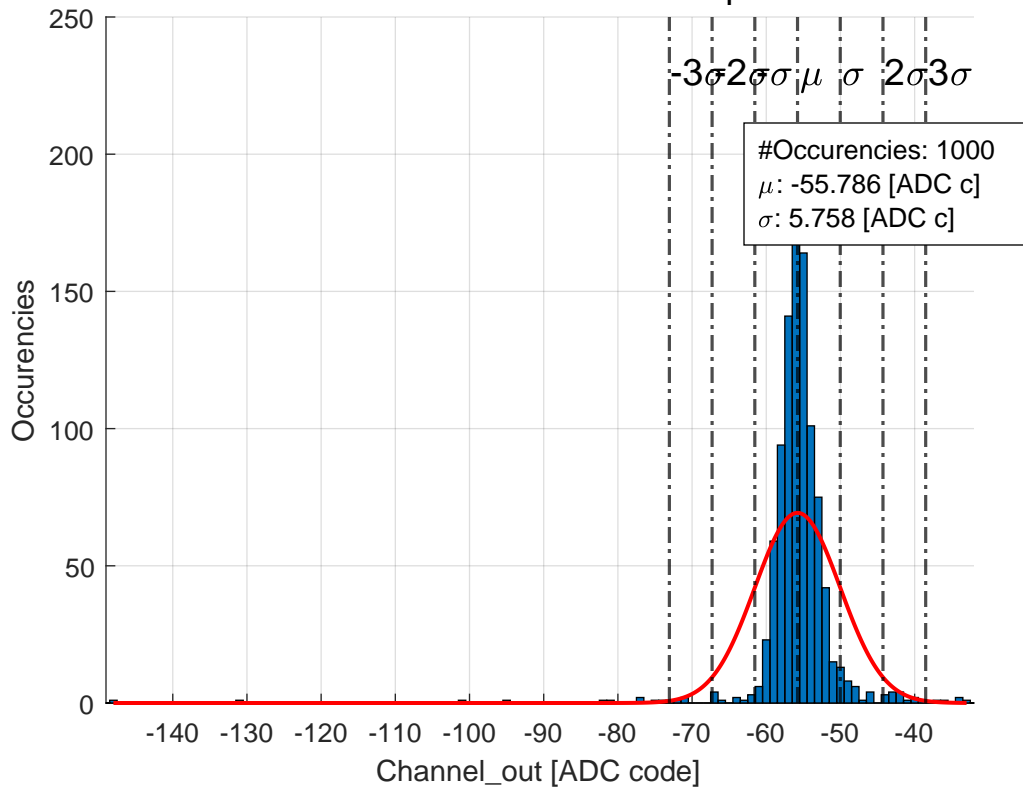 250
-3σ
-2σ
-σ
μ
σ
2σ
3σ
#Occurencies: 1000
μ: -55.786 [ADC c]
σ: 5.758 [ADC c]
200
150
100
50
0
Occurencies
-140
-130
-120
-110
-100
-90
-80
-70
-60
-50
-40
Channel_out [ADC code]